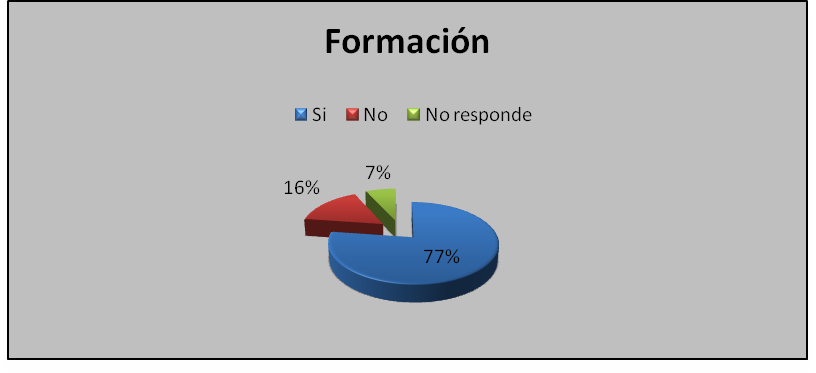 Formación
Si No No responde
7%
16%
77%